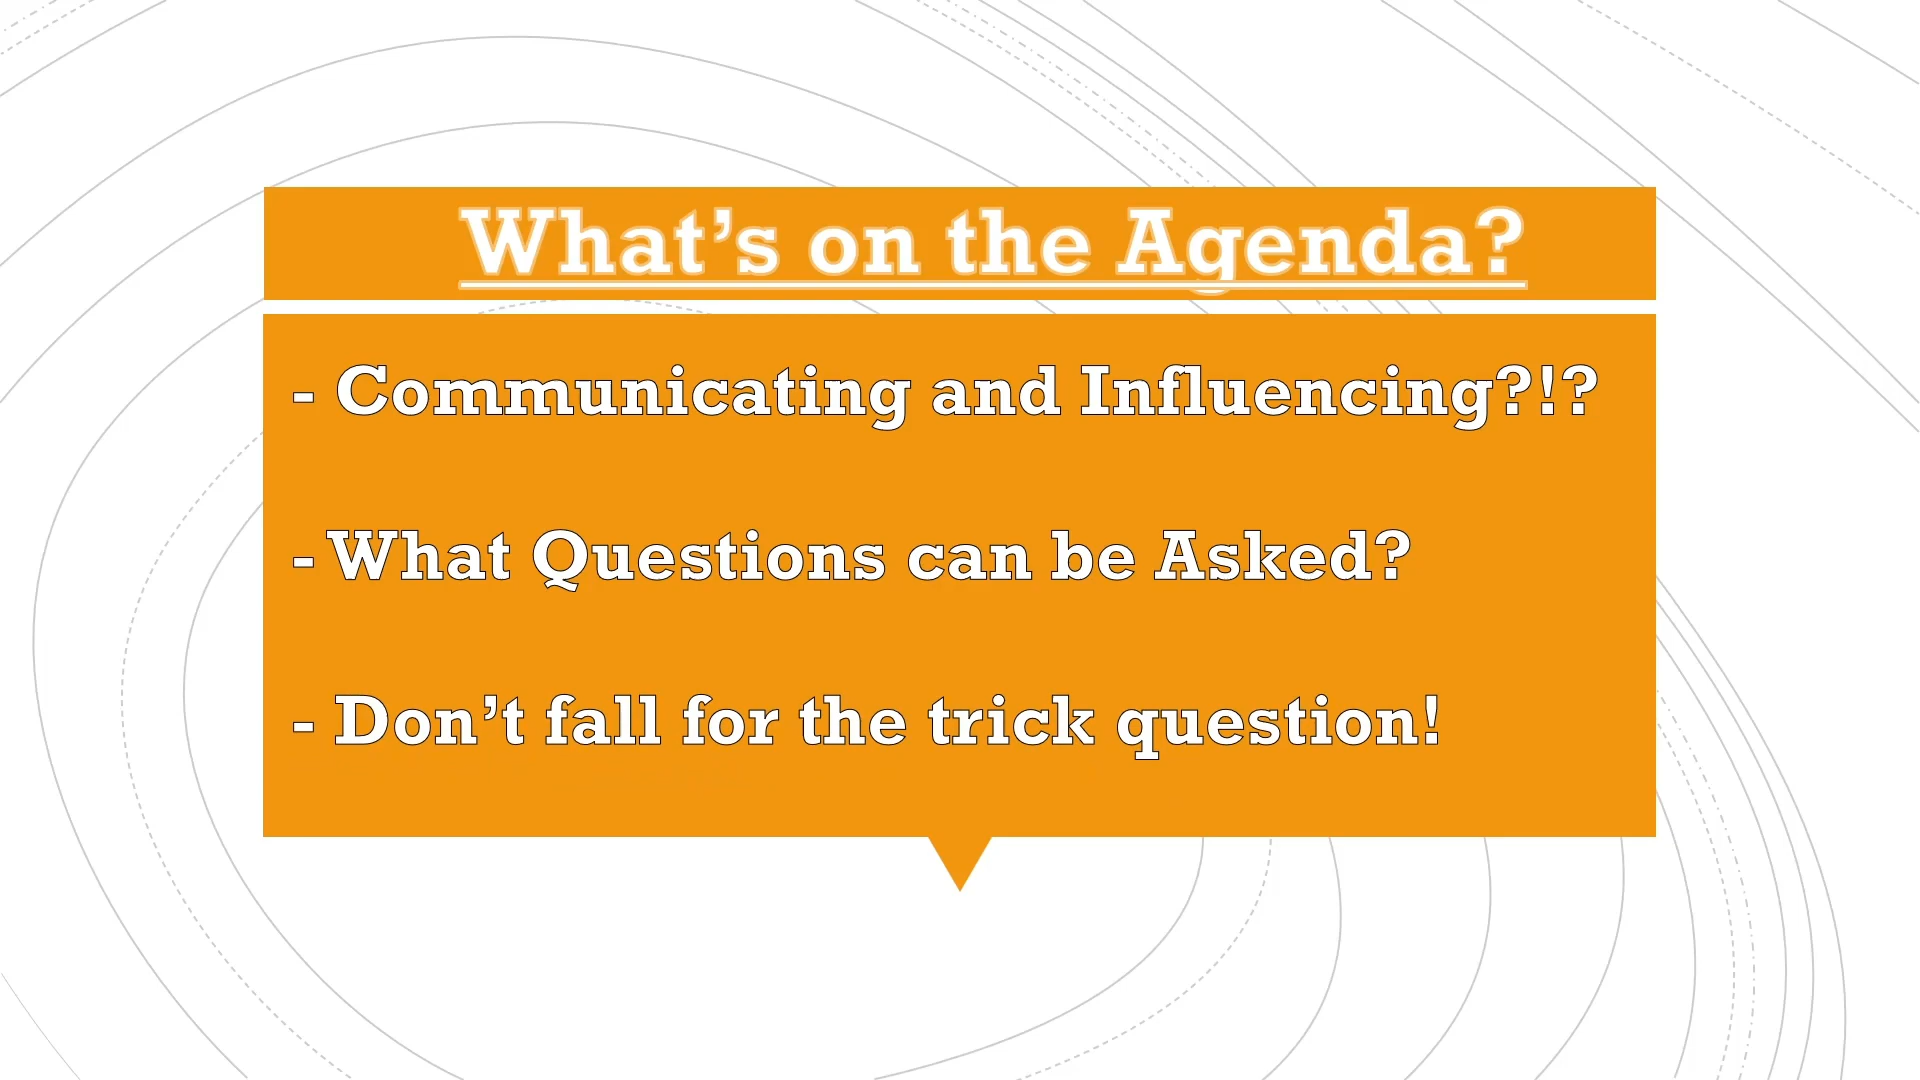 What’s on the Agenda?
- Communicating and Influencing?!?
- What Questions can be Asked?
- Don’t fall for the trick question!